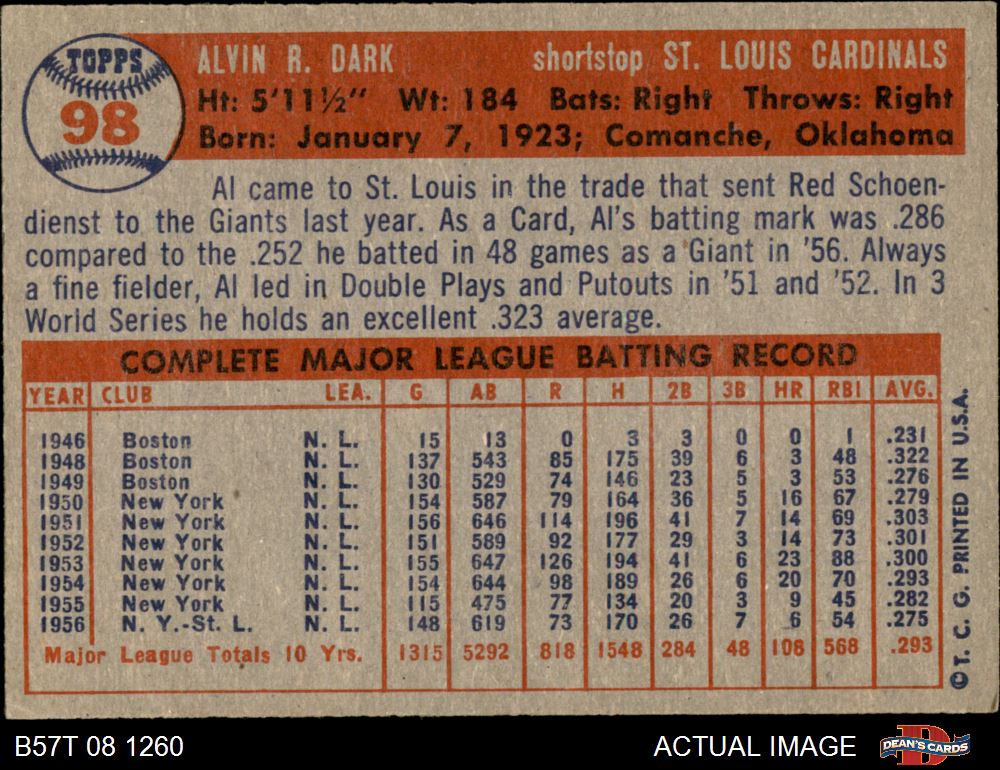 TOPPS
98
ALVIN R. DARK shortstop ST. LOUIS CARDINALS
Ht: 5'11½" Wt: 184 Bats: Right Throws: Right
Born: January 7, 1923; Comanche, Oklahoma
Al came to St. Louis in the trade that sent Red Schoen-
dienst to the Giants last year. As a Card, Al's batting mark was .286
compared to the .252 he batted in 48 games as a Giant in '56. Always
a fine fielder, Al led in Double Plays and Putouts in '51 and '52. In 3
World Series he holds an excellent .323 average.
COMPLETE MAJOR LEAGUE BATTING RECORD
YEAR CLUB LEA. G AB R H 2B 3B HR RBI AVG.
1946 Boston N. L. 15 13 0 3 3 0 0 1 .231
1948 Boston N. L. 137 543 85 175 39 6 3 48 .322
1949 Boston N. L. 130 529 74 146 23 5 3 53 .276
1950 New York N. L. 154 587 79 164 36 5 16 67 .279
1951 New York N. L. 156 646 114 196 41 7 14 69 .303
1952 New York N. L. 151 589 92 177 29 3 14 73 .301
1953 New York N. L. 155 647 126 194 41 6 23 88 .300
1954 New York N. L. 154 644 98 189 26 6 20 70 .293
1955 New York N. L. 115 475 77 134 20 3 9 45 .282
1956 N. Y.-St. L. N. L. 148 619 73 170 26 7 6 54 .275
Major League Totals 10 Yrs. 1315 5292 818 1548 284 48 108 568 .293
©T. C. G. PRINTED IN U.S.A.
B57T 08 1260 ACTUAL IMAGE
D
DEAN'S CARDS